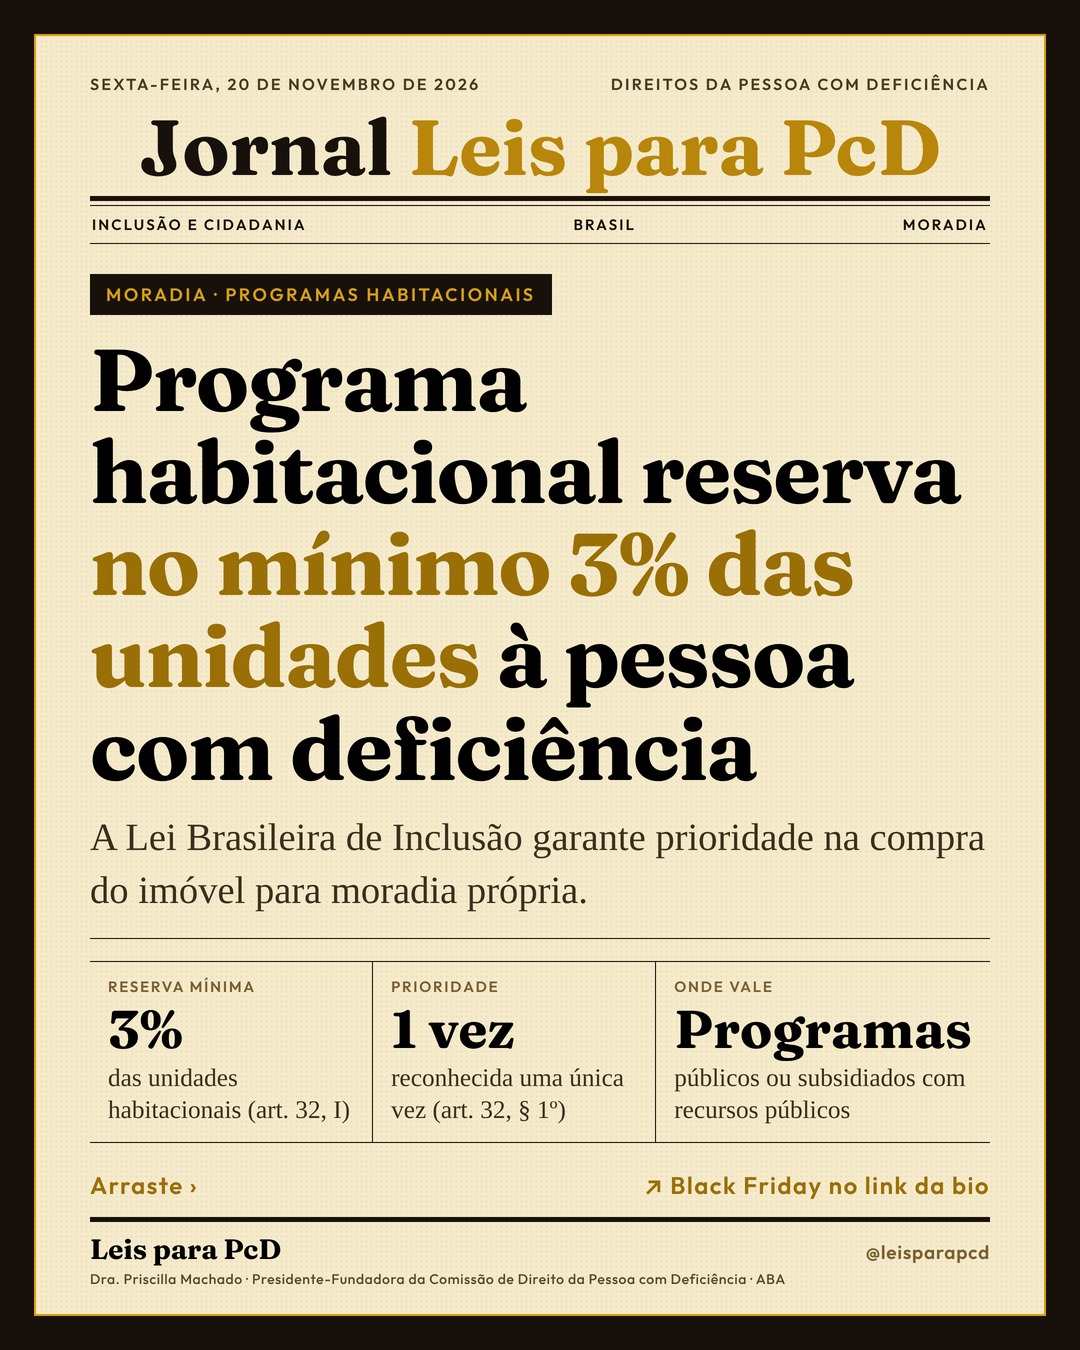 SEXTA-FEIRA, 20 DE NOVEMBRO DE 2026
DIREITOS DA PESSOA COM DEFICIÊNCIA
Jornal Leis para PcD
INCLUSÃO E CIDADANIA
BRASIL
MORADIA
MORADIA · PROGRAMAS HABITACIONAIS
Programa
habitacional reserva
no mínimo 3% das
unidades à pessoa
com deficiência
A Lei Brasileira de Inclusão garante prioridade na compra
do imóvel para moradia própria.
RESERVA MÍNIMA
3%
das unidades
habitacionais (art. 32, I)
PRIORIDADE
1 vez
reconhecida uma única
vez (art. 32, § 1º)
ONDE VALE
Programas
públicos ou subsidiados com
recursos públicos
Arraste ›
↗ Black Friday no link da bio
Leis para PcD
@leisparapcd
Dra. Priscilla Machado · Presidente-Fundadora da Comissão de Direito da Pessoa com Deficiência · ABA